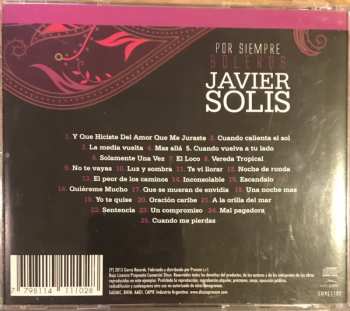 POR SIEMPRE
BOLEROS
JAVIER
SOLIS
1 Y Que Hiciste Del Amor Que Me Juraste 2 Cuando calienta el sol
3 La media vuelta 4 Mas allá 5 Cuando vuelva a tu lado
6 Solamente Una Vez 7 El Loco 8 Vereda Tropical
9 No te vayas 10 Luz y sombra 11 Te vi llorar 12 Noche de ronda
13 El peor de los caminos 14 Inconsolable 15 Escandalo
16 Quiéreme Mucho 17 Que se mueran de envidia 18 Una noche mas
19 Yo te quise 20 Oración caribe 21 A la orilla del mar
22 Sentencia 23 Un compromiso 24 Mal pagadora
25 Cuando me pierdas
7 798114 111028